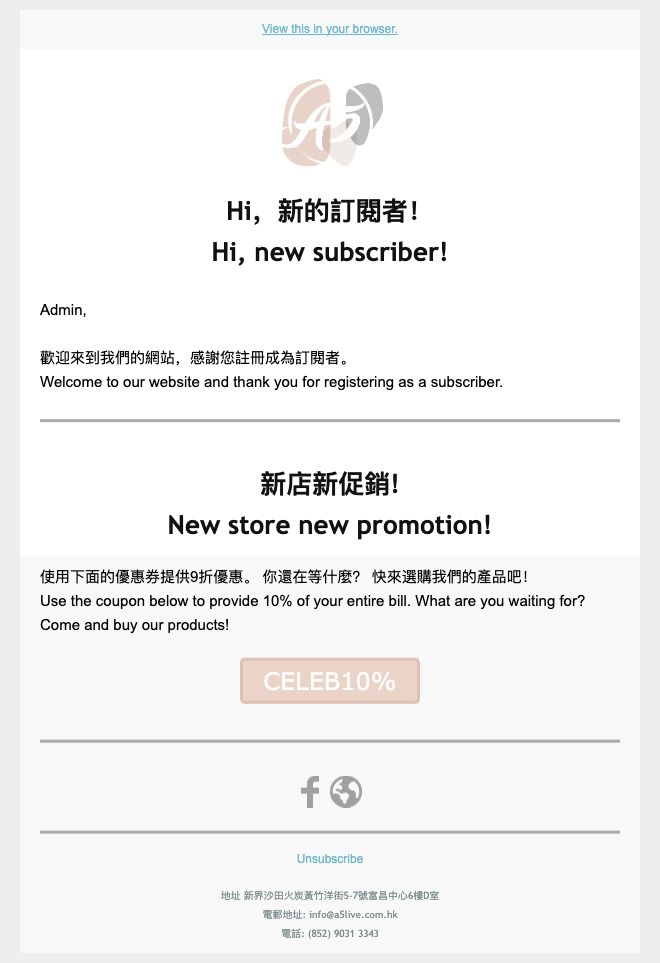 View this in your browser.
A5
Hi，新的訂閱者！
Hi, new subscriber!
Admin,
歡迎來到我們的網站，感謝您註冊成為訂閱者。
Welcome to our website and thank you for registering as a subscriber.
新店新促銷！
New store new promotion!
使用下面的優惠券提供9折優惠。 你還在等什麼？ 快來選購我們的產品吧！
Use the coupon below to provide 10% of your entire bill. What are you waiting for?
Come and buy our products!
CELEB10%
Unsubscribe
地址 新界沙田火炭黃竹洋街5-7號富昌中心6樓D室
電郵地址: info@a5live.com.hk
電話: (852) 9031 3343